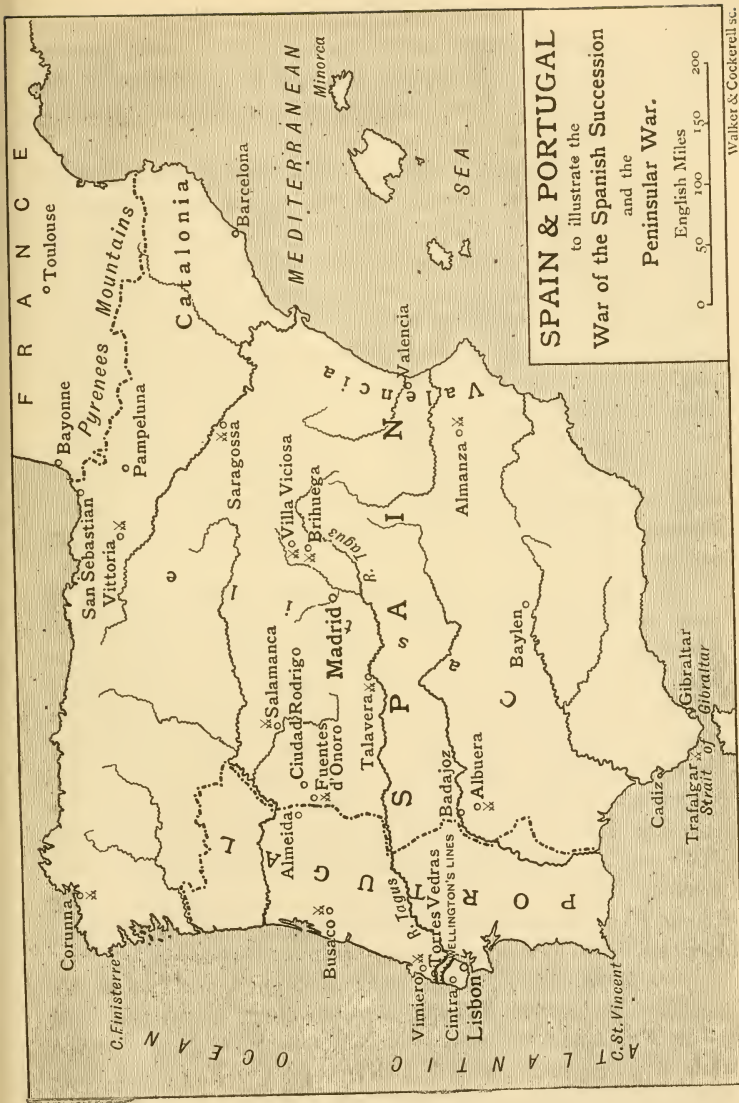 SPAIN & PORTUGAL
to illustrate the
War of the Spanish Succession
and the
Peninsular War.
English Miles
0 50 100 150 200
Walker & Cockerell sc.
FRANCE
Toulouse
Bayonne
Pyrenees Mountains
Pampeluna
San Sebastian
Vittoria
Catalonia
Barcelona
MEDITERRANEAN
SEA
Minorca
Saragossa
Corunna
C. Finisterre
ATLANTIC OCEAN
Salamanca
Ciudad Rodrigo
Fuentes
d'Onoro
Almeida
Busaco
Villa Viciosa
Brihuega
R. Tagus
Madrid
Talavera
Castile
SPAIN
Valencia
Valencia
Almanza
PORTUGAL
R. Tagus
Vimiero
Torres Vedras
WELLINGTON'S LINES
Cintra
Lisbon
Badajoz
Albuera
Baylen
C. St. Vincent
Cadiz
Trafalgar
Gibraltar
Strait of Gibraltar